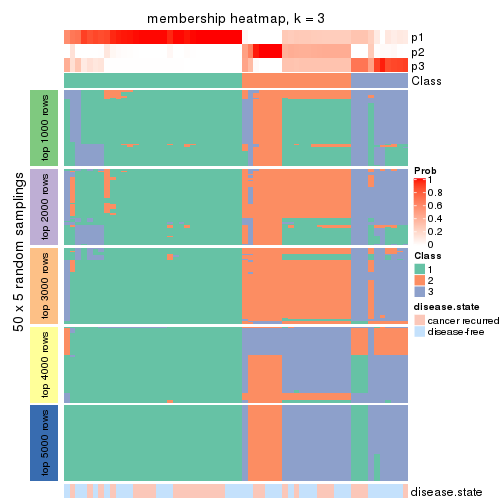 membership heatmap, k = 3
p1
p2
p3
Class
50 x 5 random samplings
top 1000 rows
top 2000 rows
top 3000 rows
top 4000 rows
top 5000 rows
Prob
1
0.8
0.6
0.4
0.2
0
Class
1
2
3
disease.state
cancer recurred
disease-free
disease.state